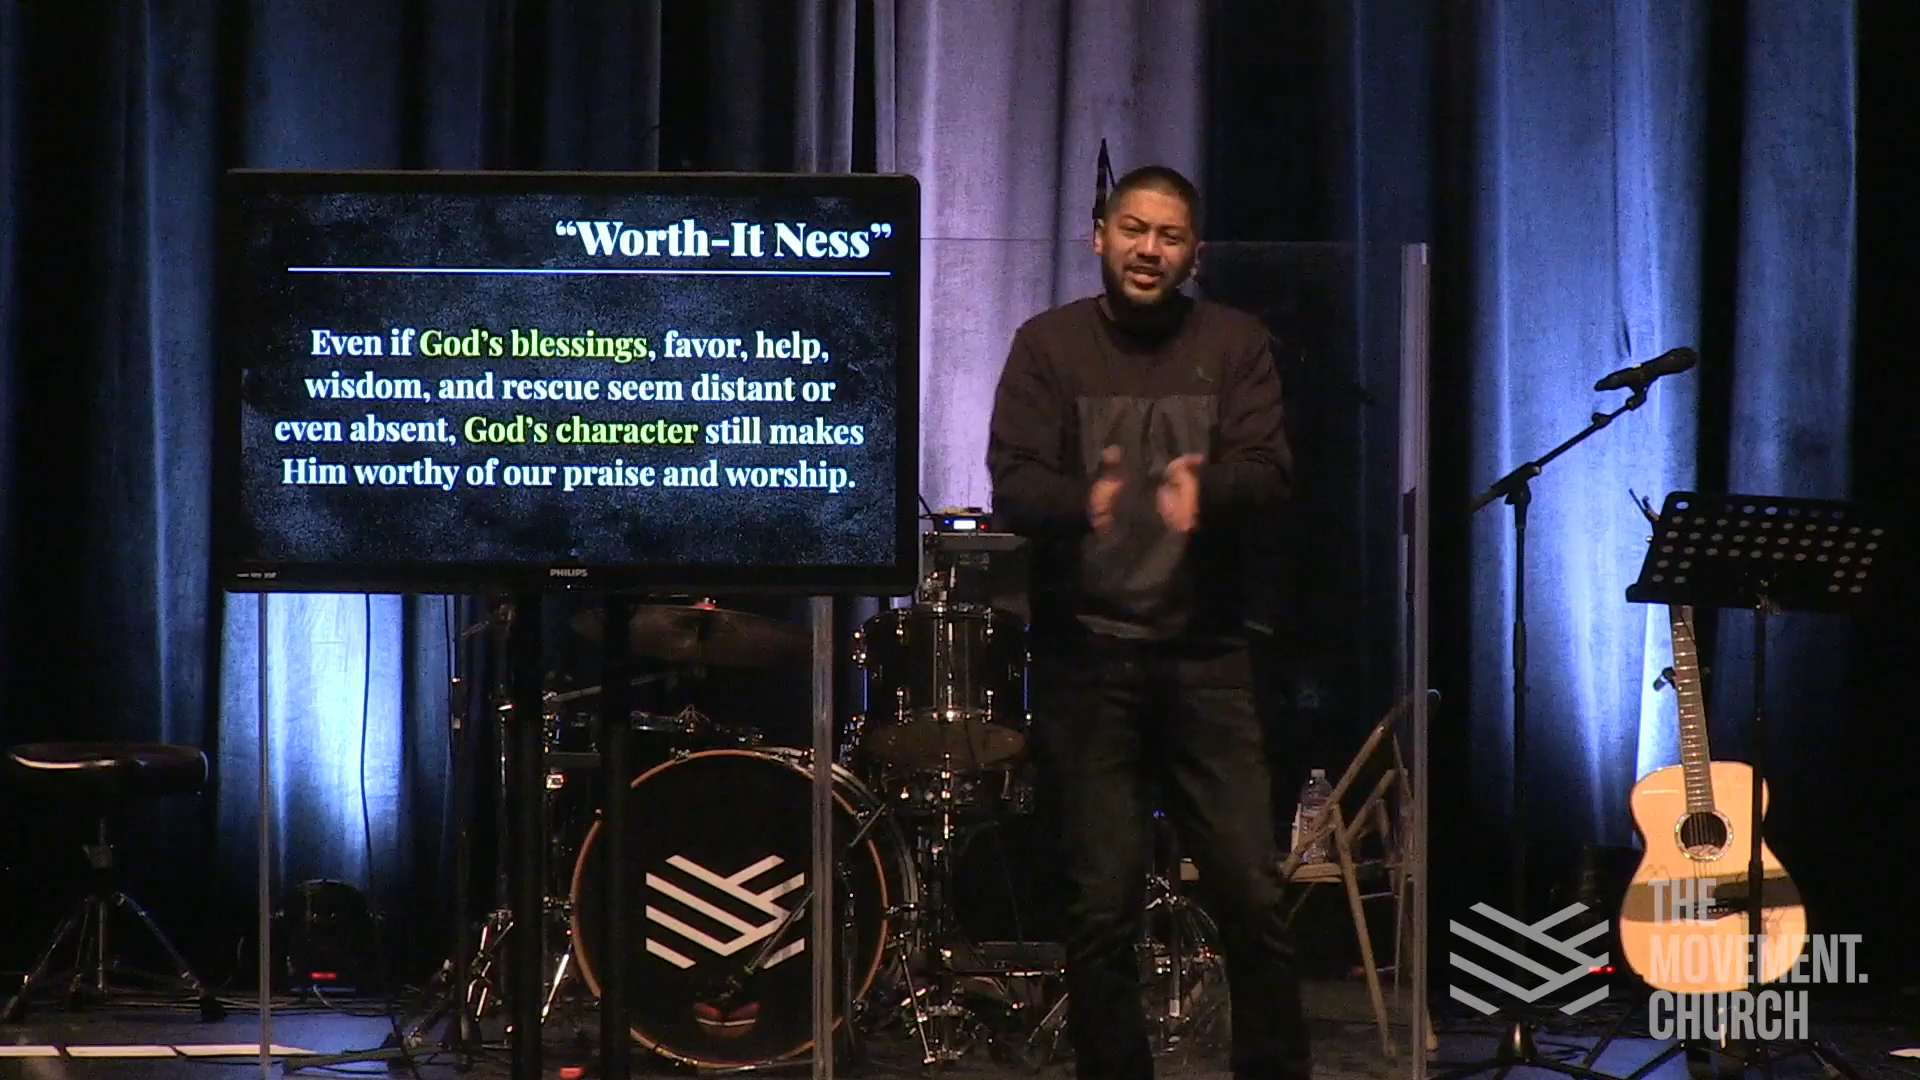 “Worth-It Ness”
Even if God’s blessings, favor, help,
wisdom, and rescue seem distant or
even absent, God’s character still makes
Him worthy of our praise and worship.
PHILIPS
THE
MOVEMENT.
CHURCH